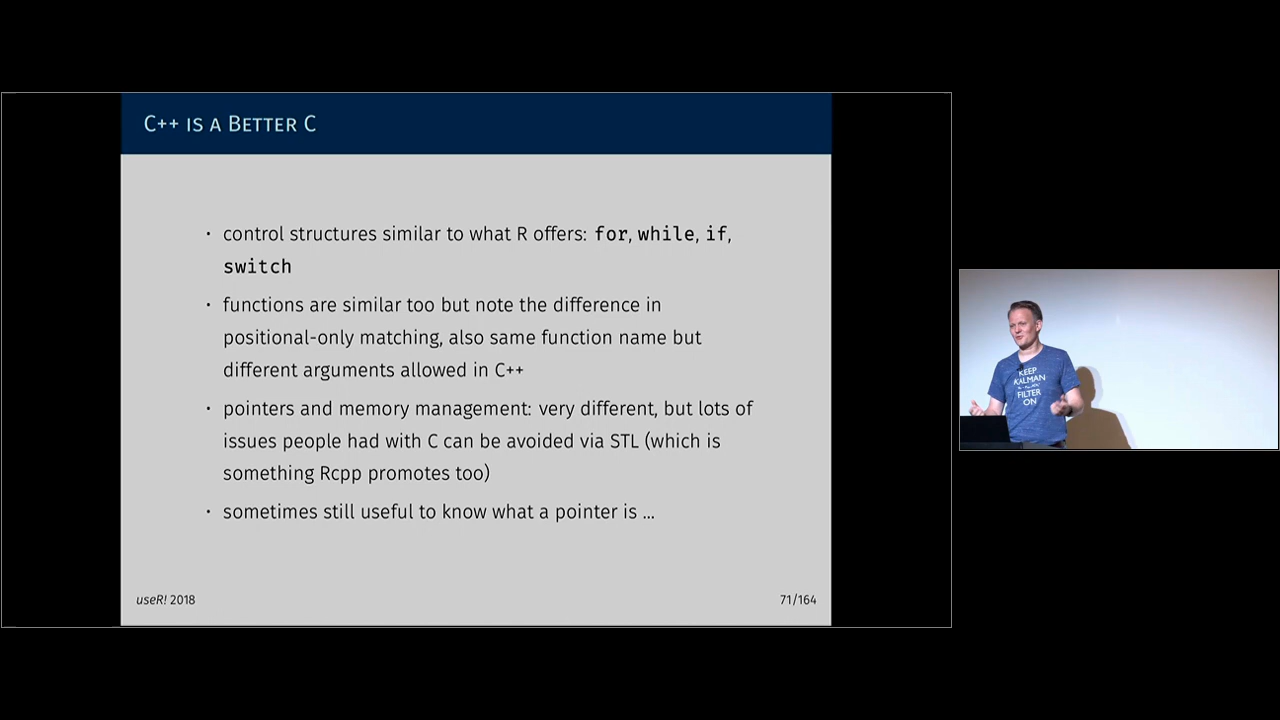 C++ is a Better C
· control structures similar to what R offers: for, while, if,
switch
· functions are similar too but note the difference in
positional-only matching, also same function name but
different arguments allowed in C++
· pointers and memory management: very different, but lots of
issues people had with C can be avoided via STL (which is
something Rcpp promotes too)
· sometimes still useful to know what a pointer is ...
useR! 2018
71/164
KEEP
KALMAN
FILTER
ON